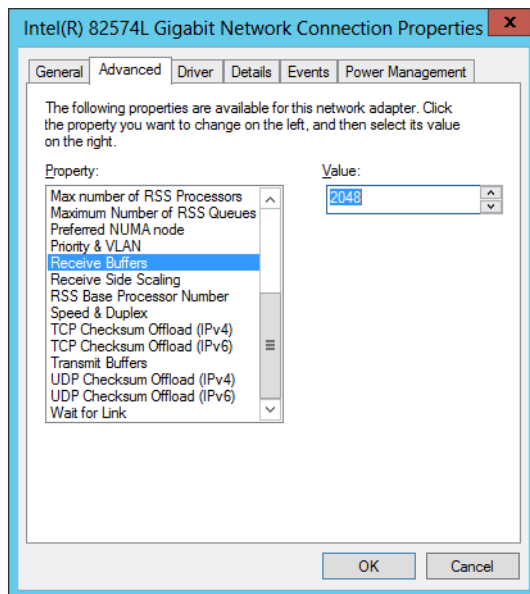 Intel(R) 82574L Gigabit Network Connection Properties
x
General
Advanced
Driver
Details
Events
Power Management
The following properties are available for this network adapter. Click
the property you want to change on the left, and then select its value
on the right.
Property:
Value:
Max number of RSS Processors
Maximum Number of RSS Queues
Preferred NUMA node
Priority & VLAN
Receive Buffers
Receive Side Scaling
RSS Base Processor Number
Speed & Duplex
TCP Checksum Offload (IPv4)
TCP Checksum Offload (IPv6)
Transmit Buffers
UDP Checksum Offload (IPv4)
UDP Checksum Offload (IPv6)
Wait for Link
2048
OK
Cancel